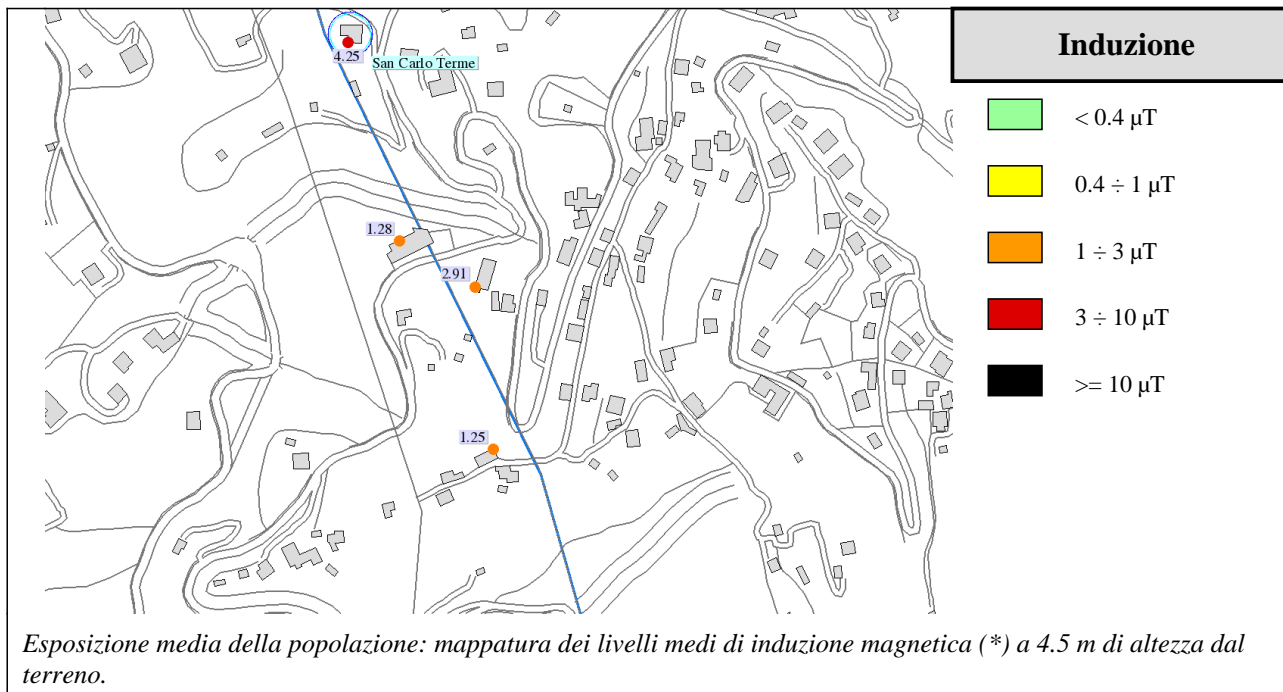 4.25
San Carlo Terme
1.28
2.91
1.25
Induzione
< 0.4 µT
0.4 ÷ 1 µT
1 ÷ 3 µT
3 ÷ 10 µT
>= 10 µT
Esposizione media della popolazione: mappatura dei livelli medi di induzione magnetica (*) a 4.5 m di altezza dal
terreno.